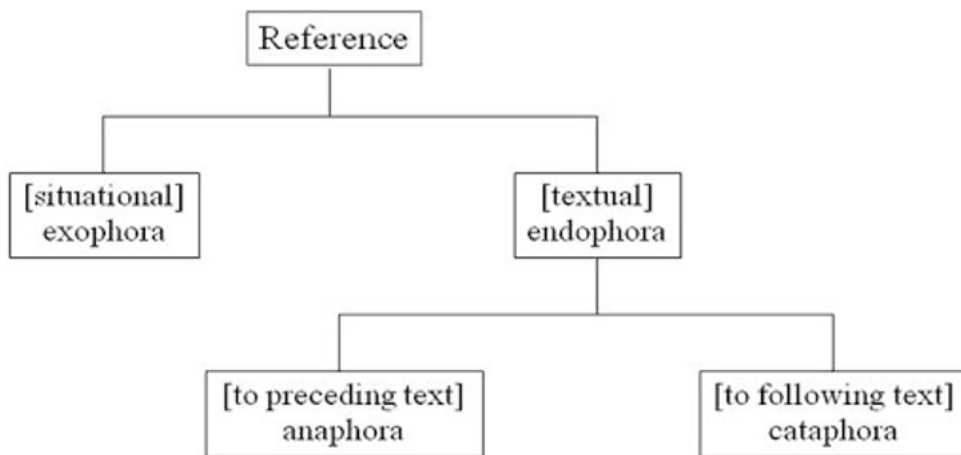 Reference
[situational]
exophora
[textual]
endophora
[to preceding text]
anaphora
[to following text]
cataphora